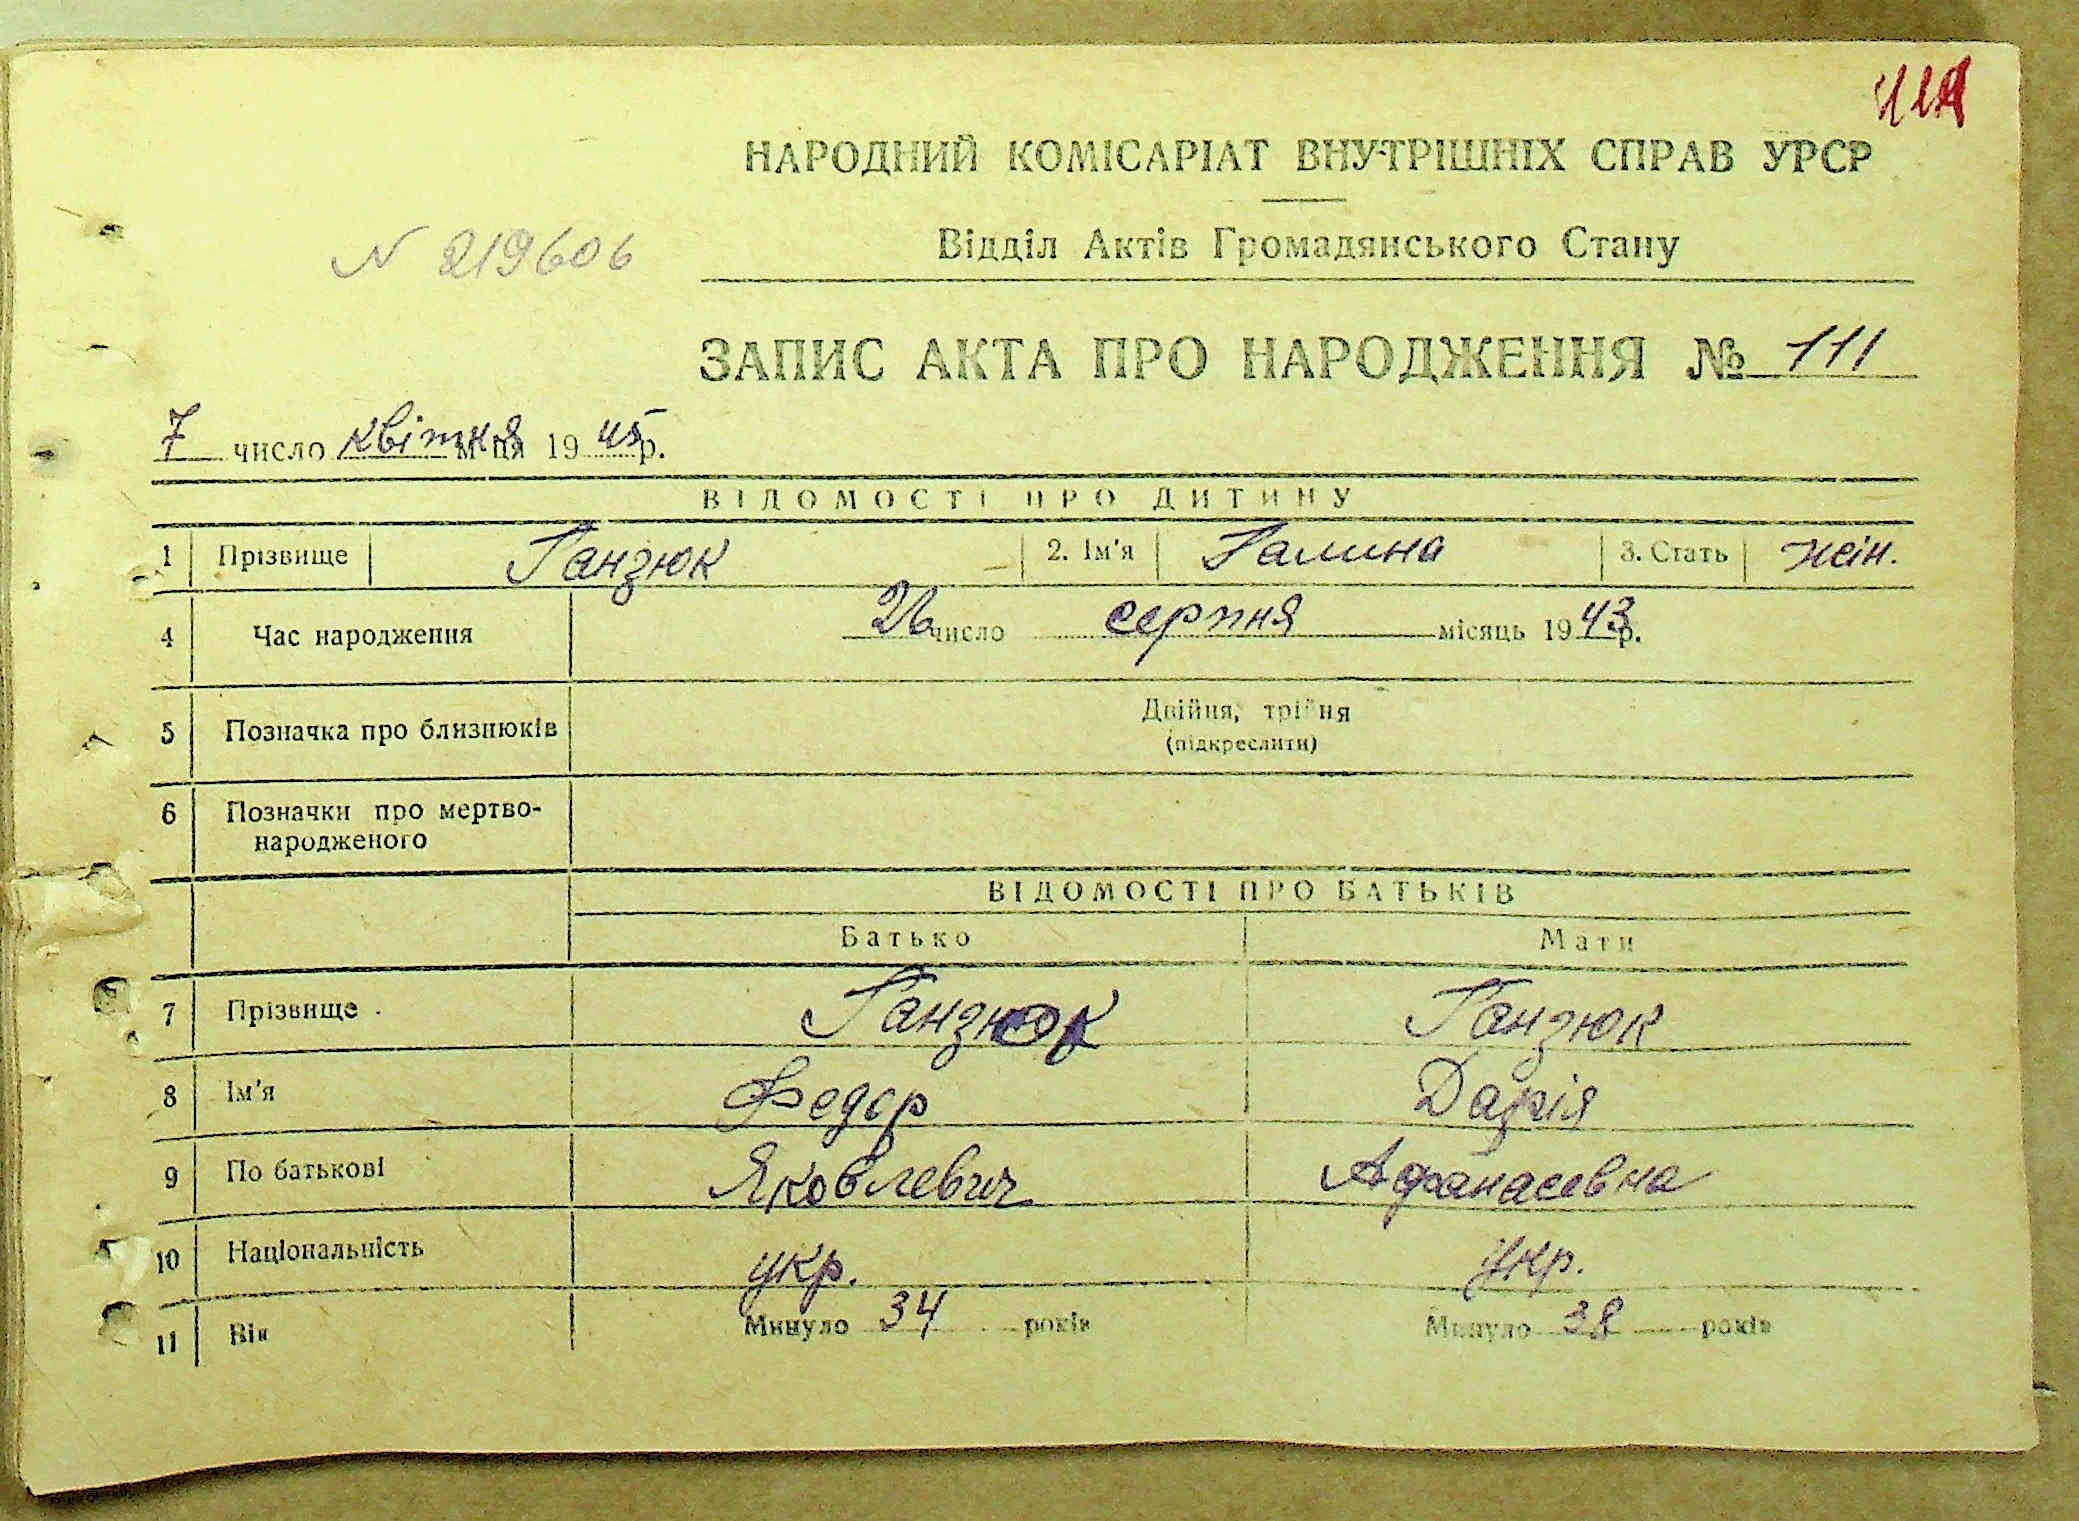 НАРОДНИЙ КОМІСАРІАТ ВНУТРІШНІХ СПРАВ УРСР
N 219606
Відділ Актів Громадянського Стану
ЗАПИС АКТА ПРО НАРОДЖЕННЯ № 111
7 число квітня м-ця 1945 р.
ВІДОМОСТІ ПРО ДИТИНУ
1 Прізвище Ганзюк 2. Ім'я Галина 3. Стать жін.
4 Час народження 26 число серпня місяць 1943 р.
5 Позначка про близнюків Двійня, трійня
(підкреслити)
6 Позначки про мертво-
народженого
ВІДОМОСТІ ПРО БАТЬКІВ
Батько Мати
7 Прізвище Ганзюк Ганзюк
8 Ім'я Федор Дарія
9 По батькові Яковлевич Афанасевна
10 Національність укр. укр.
11 Вік Минуло 34 років Минуло 38 років